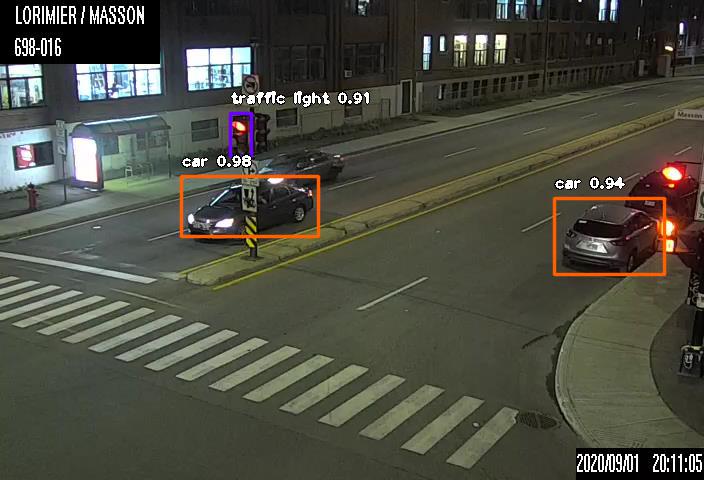 LORIMIER / MASSON
698-016
traffic light 0.91
car 0.98
car 0.94
Masson
2020/09/01 20:11:05